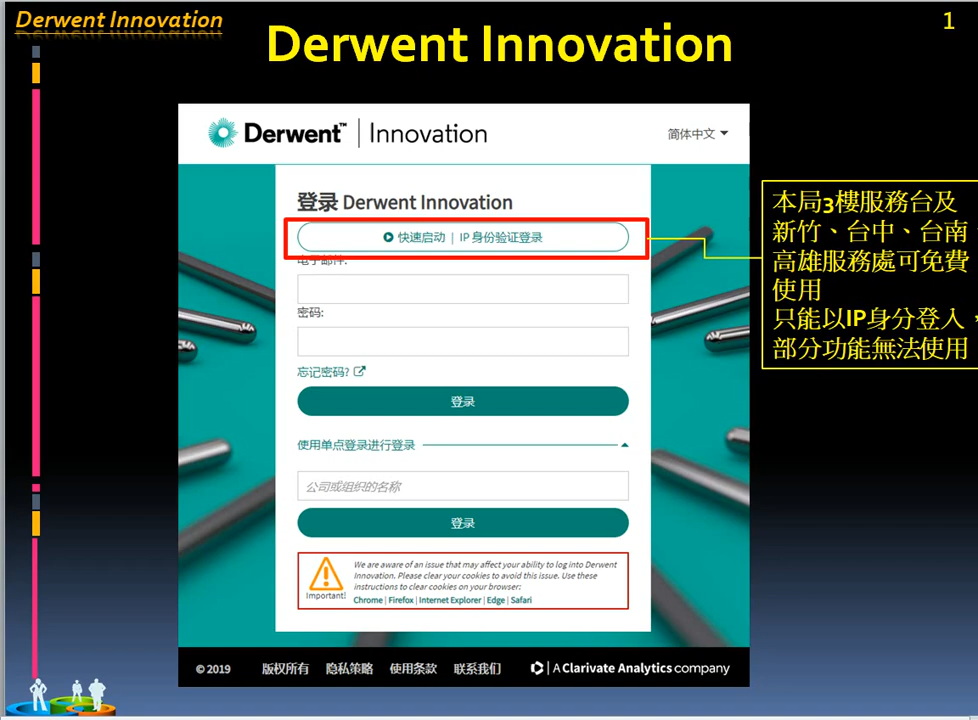 Derwent Innovation
1
Derwent Innovation
Derwent™ | Innovation
简体中文
登录 Derwent Innovation
快速启动 | IP 身份验证登录
电子邮件:
密码:
忘记密码?
登录
使用单点登录进行登录
公司或组织的名称
登录
Important!
We are aware of an issue that may affect your ability to log into Derwent
Innovation. Please clear your cookies to avoid this issue. Use these
instructions to clear cookies on your browser:
Chrome | Firefox | Internet Explorer | Edge | Safari
© 2019 版权所有 隐私策略 使用条款 联系我们 A Clarivate Analytics company
本局3樓服務台及
新竹、台中、台南、
高雄服務處可免費
使用
只能以IP身分登入，
部分功能無法使用